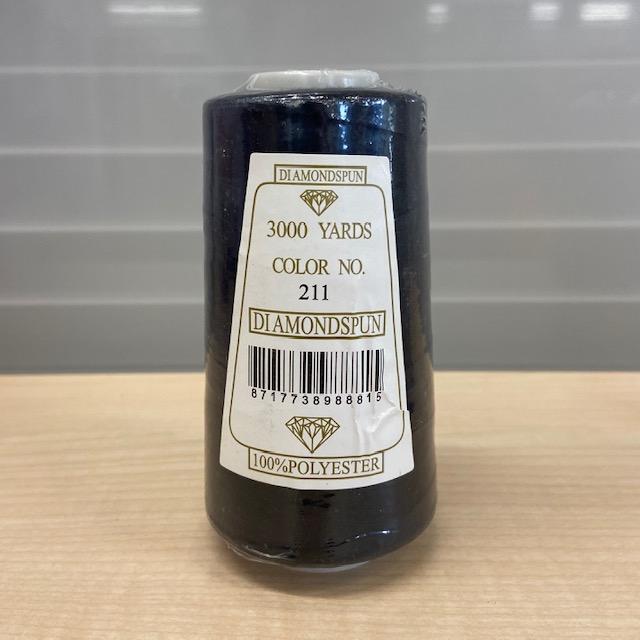 DIAMONDSPUN
3000 YARDS
COLOR NO.
211
DIAMONDSPUN
8717738988815
100%POLYESTER